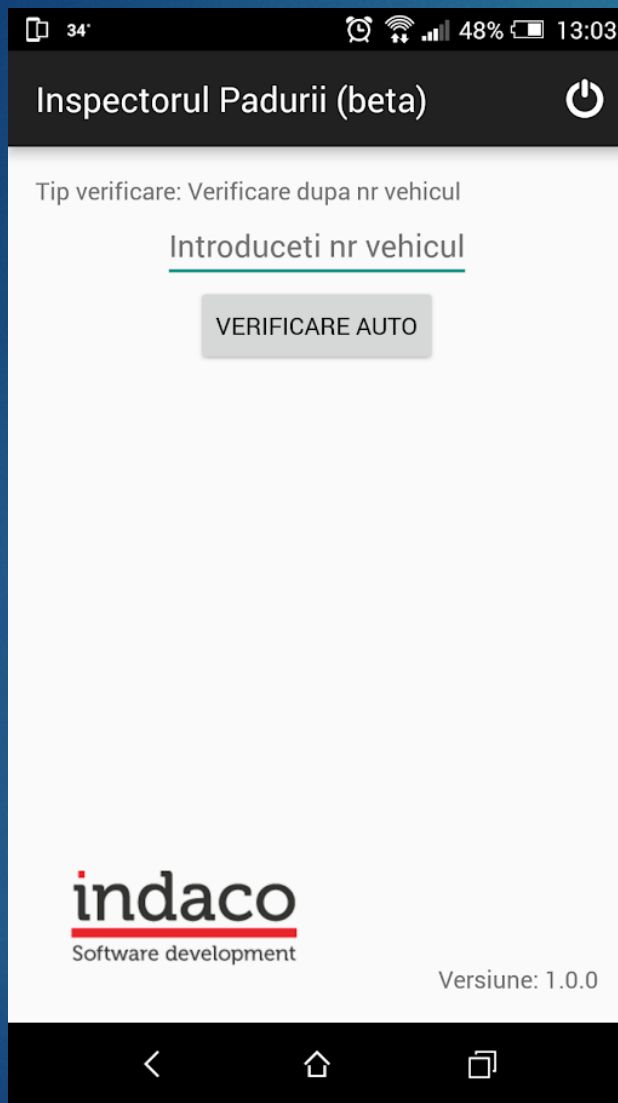 34°
48%
13:03
Inspectorul Padurii (beta)
Tip verificare: Verificare dupa nr vehicul
Introduceti nr vehicul
VERIFICARE AUTO
indaco
Software development
Versiune: 1.0.0